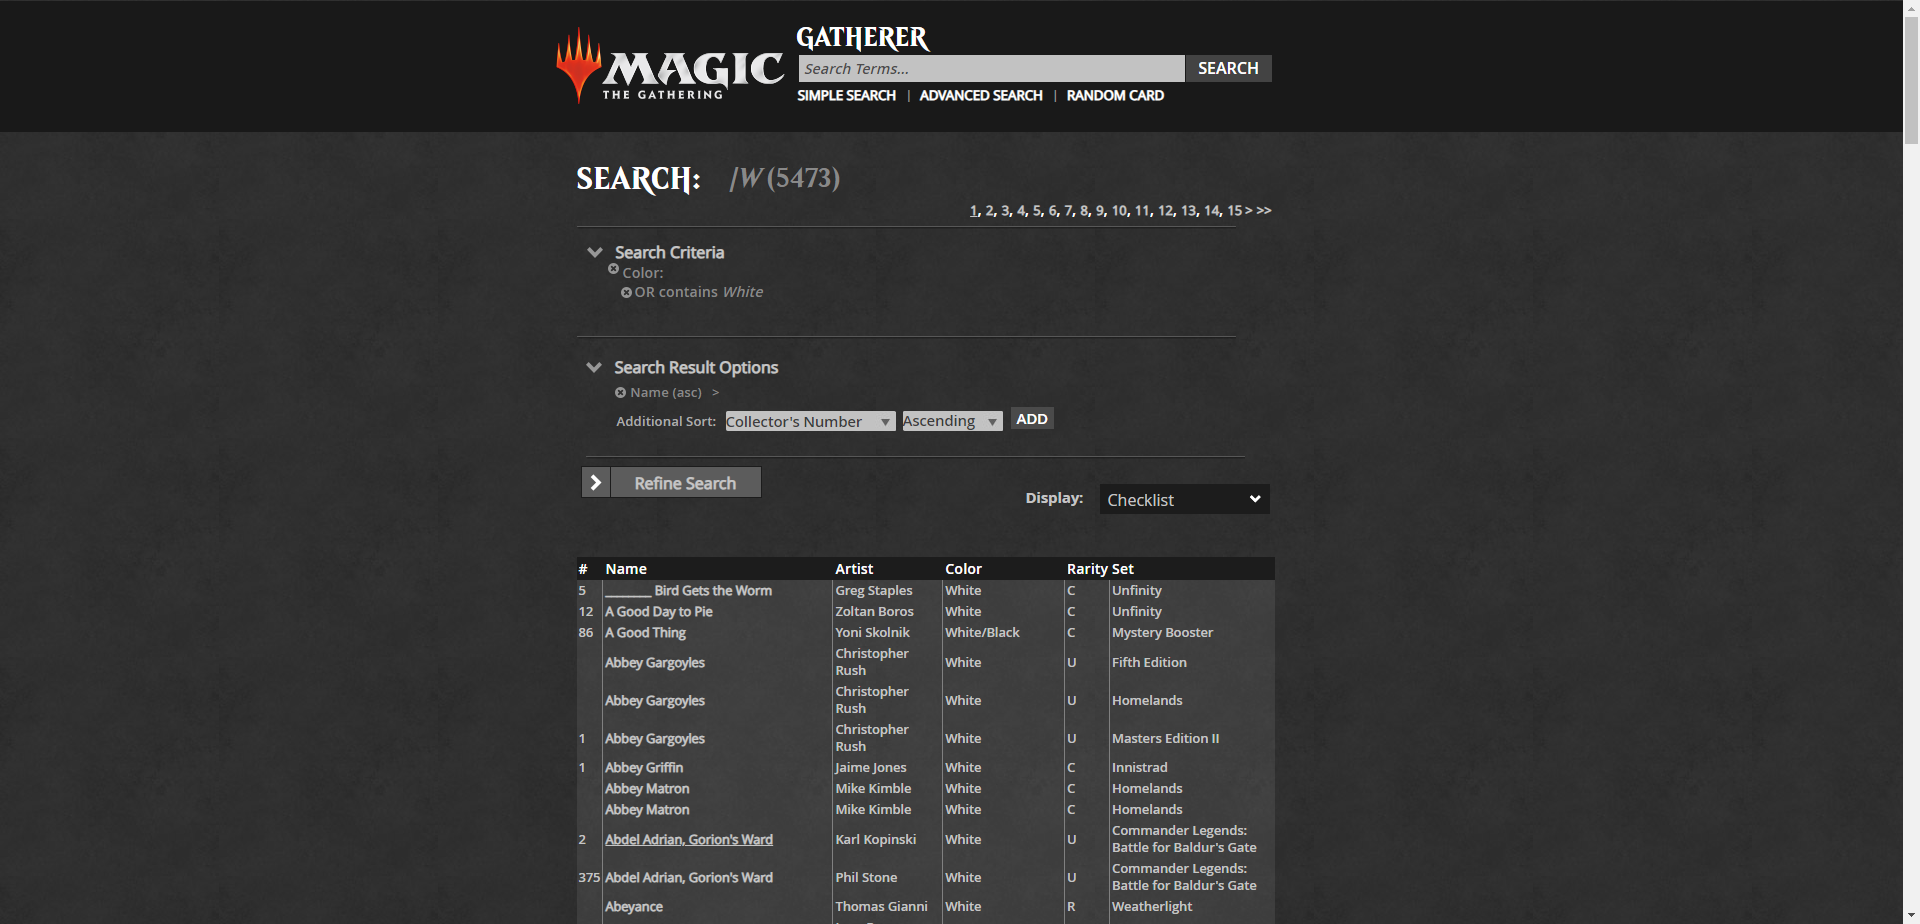 MAGIC
THE GATHERING
GATHERER
Search Terms...
SEARCH
SIMPLE SEARCH | ADVANCED SEARCH | RANDOM CARD
SEARCH: /W (5473)
1, 2, 3, 4, 5, 6, 7, 8, 9, 10, 11, 12, 13, 14, 15 > >>
Search Criteria
Color:
OR contains White
Search Result Options
Name (asc) >
Additional Sort: Collector's Number Ascending ADD
Refine Search
Display: Checklist
# Name Artist Color Rarity Set
5 ________ Bird Gets the Worm Greg Staples White C Unfinity
12 A Good Day to Pie Zoltan Boros White C Unfinity
86 A Good Thing Yoni Skolnik White/Black C Mystery Booster
Abbey Gargoyles Christopher Rush White U Fifth Edition
Abbey Gargoyles Christopher Rush White U Homelands
1 Abbey Gargoyles Christopher Rush White U Masters Edition II
1 Abbey Griffin Jaime Jones White C Innistrad
Abbey Matron Mike Kimble White C Homelands
Abbey Matron Mike Kimble White C Homelands
2 Abdel Adrian, Gorion's Ward Karl Kopinski White U Commander Legends: Battle for Baldur's Gate
375 Abdel Adrian, Gorion's Ward Phil Stone White U Commander Legends: Battle for Baldur's Gate
Abeyance Thomas Gianni White R Weatherlight